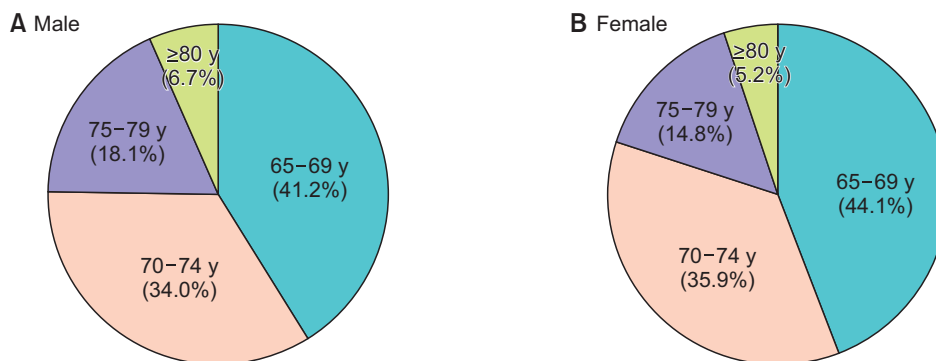 A Male
≥80 y
(6.7%)
75–79 y
(18.1%)
65–69 y
(41.2%)
70–74 y
(34.0%)
B Female
≥80 y
(5.2%)
75–79 y
(14.8%)
65–69 y
(44.1%)
70–74 y
(35.9%)